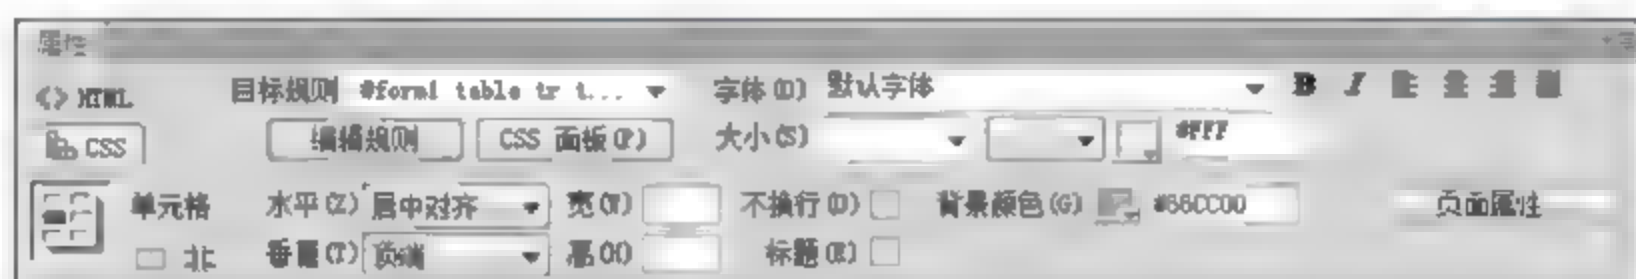 属性
<> HTML 目标规则 #form1 table tr t... 字体(D) 默认字体 B I
CSS 编辑规则 CSS 面板(P) 大小(S) #FFF
单元格 水平(Z) 居中对齐 宽(W) 不换行(O) 背景颜色(G) #66CC00 页面属性
垂直(T) 顶端 高(H) 标题(E)